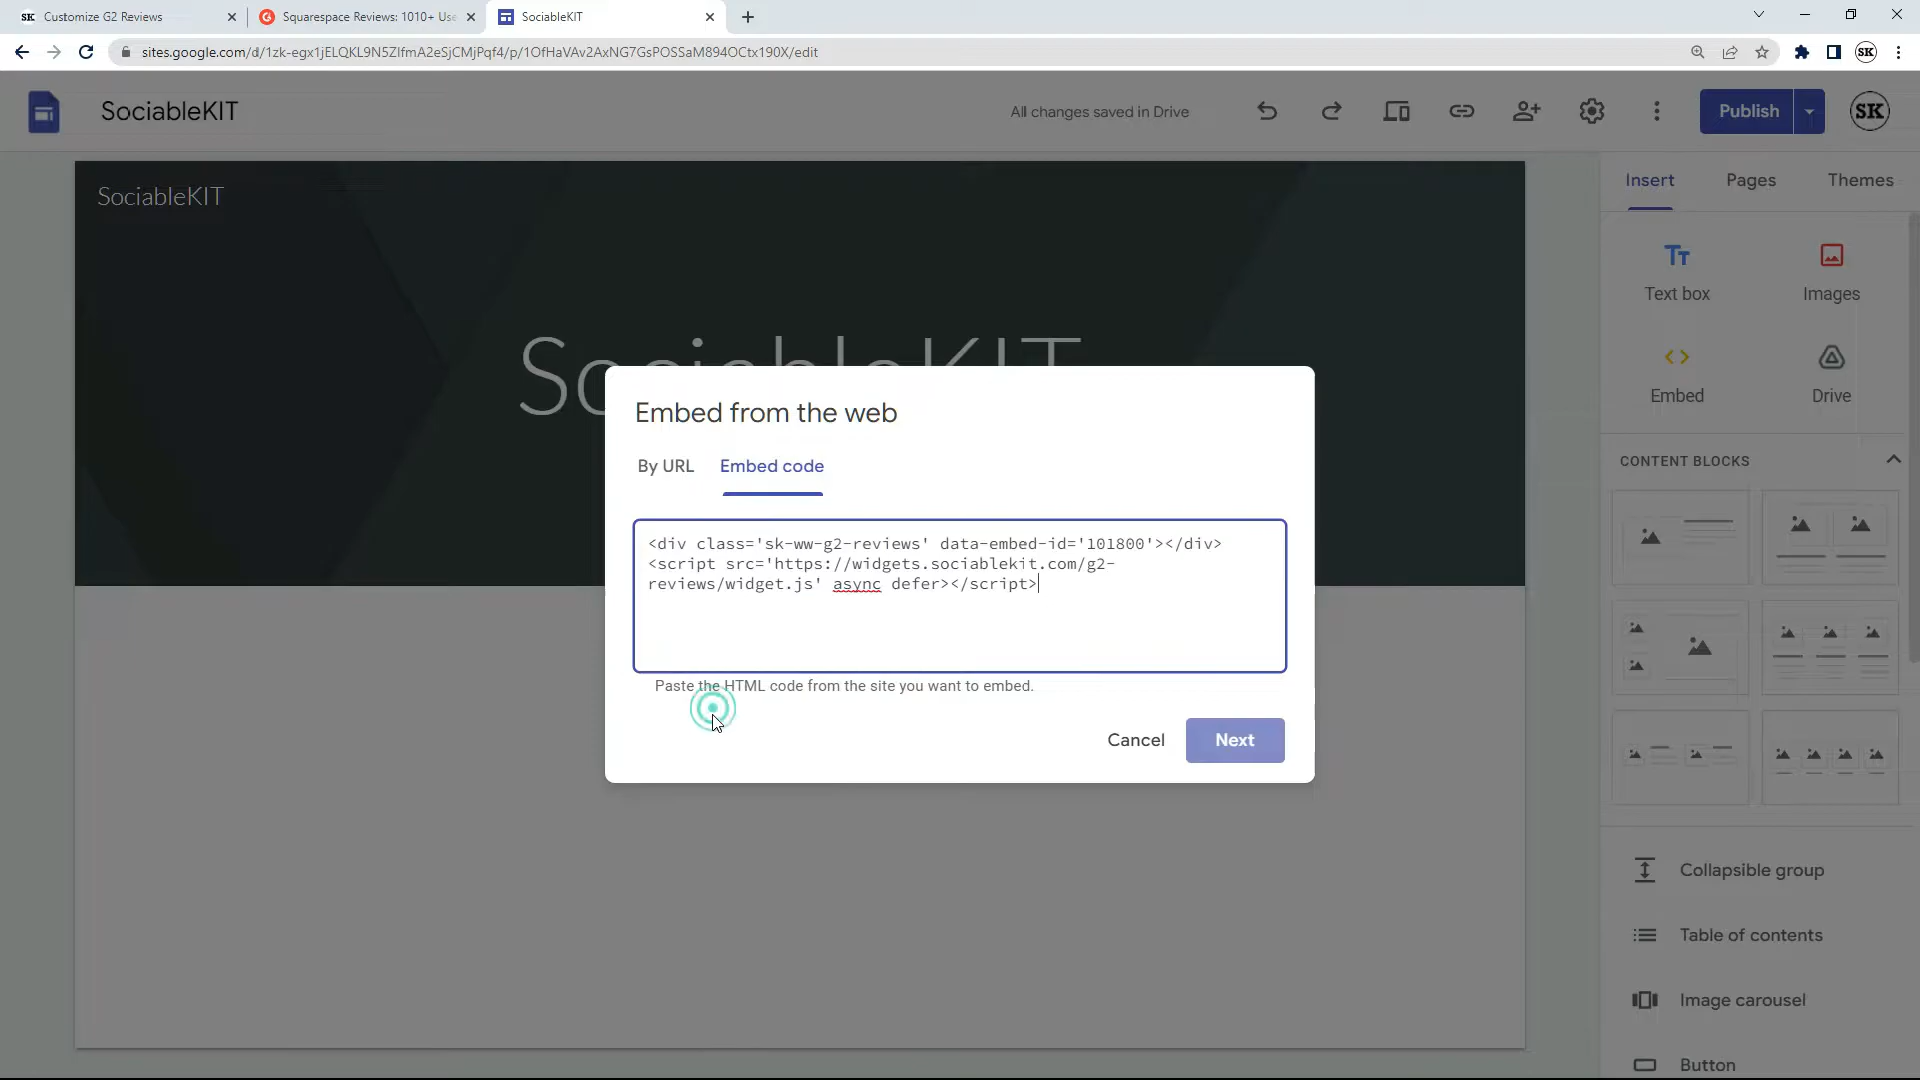 SK Customize G2 Reviews
Squarespace Reviews: 1010+ Use
SociableKIT
sites.google.com/d/1zk-egx1jELQKL9N5ZIfmA2eSjCMjPqf4/p/1OfHaVAv2AxNG7GsPOSSaM894OCtx190X/edit
SK
SociableKIT
All changes saved in Drive
Publish
SK
SociableKIT
Insert
Pages
Themes
Text box
Images
Embed
Drive
SociableKIT
CONTENT BLOCKS
Embed from the web
By URL
Embed code
<div class='sk-ww-g2-reviews' data-embed-id='101800'></div>
<script src='https://widgets.sociablekit.com/g2-
reviews/widget.js' async defer></script>
Paste the HTML code from the site you want to embed.
Cancel
Next
Collapsible group
Table of contents
Image carousel
Button